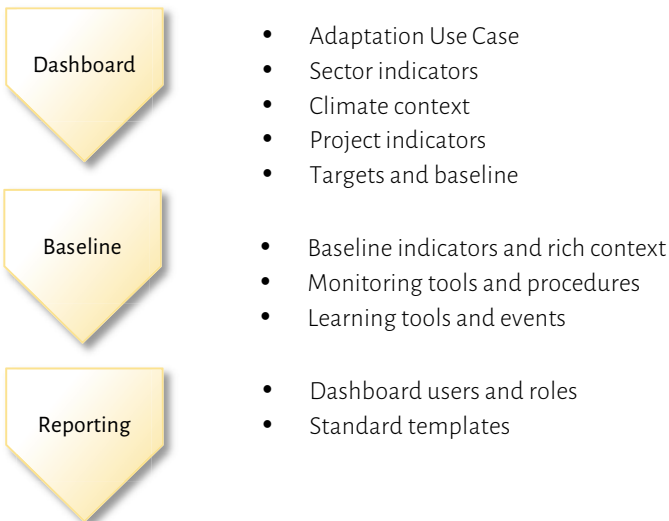 Dashboard
• Adaptation Use Case
• Sector indicators
• Climate context
• Project indicators
• Targets and baseline
Baseline
• Baseline indicators and rich context
• Monitoring tools and procedures
• Learning tools and events
Reporting
• Dashboard users and roles
• Standard templates